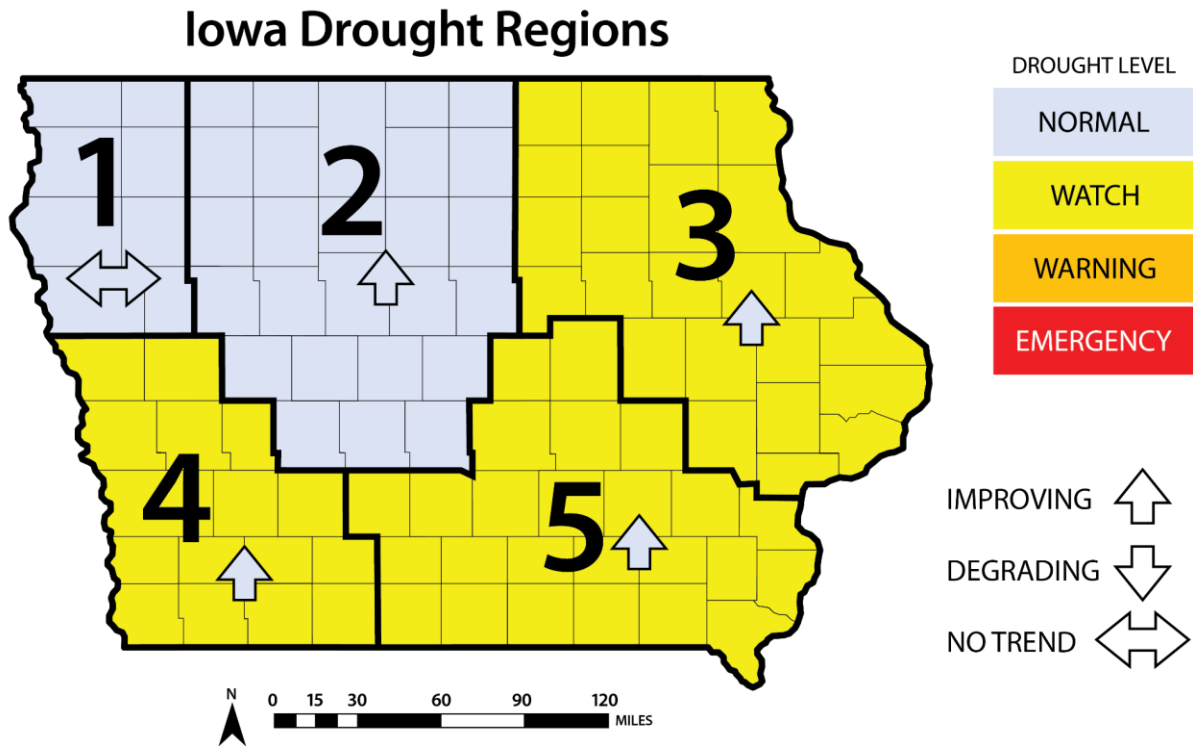 Iowa Drought Regions
1
2
3
4
5
DROUGHT LEVEL
NORMAL
WATCH
WARNING
EMERGENCY
IMPROVING
DEGRADING
NO TREND
N
0 15 30 60 90 120
MILES